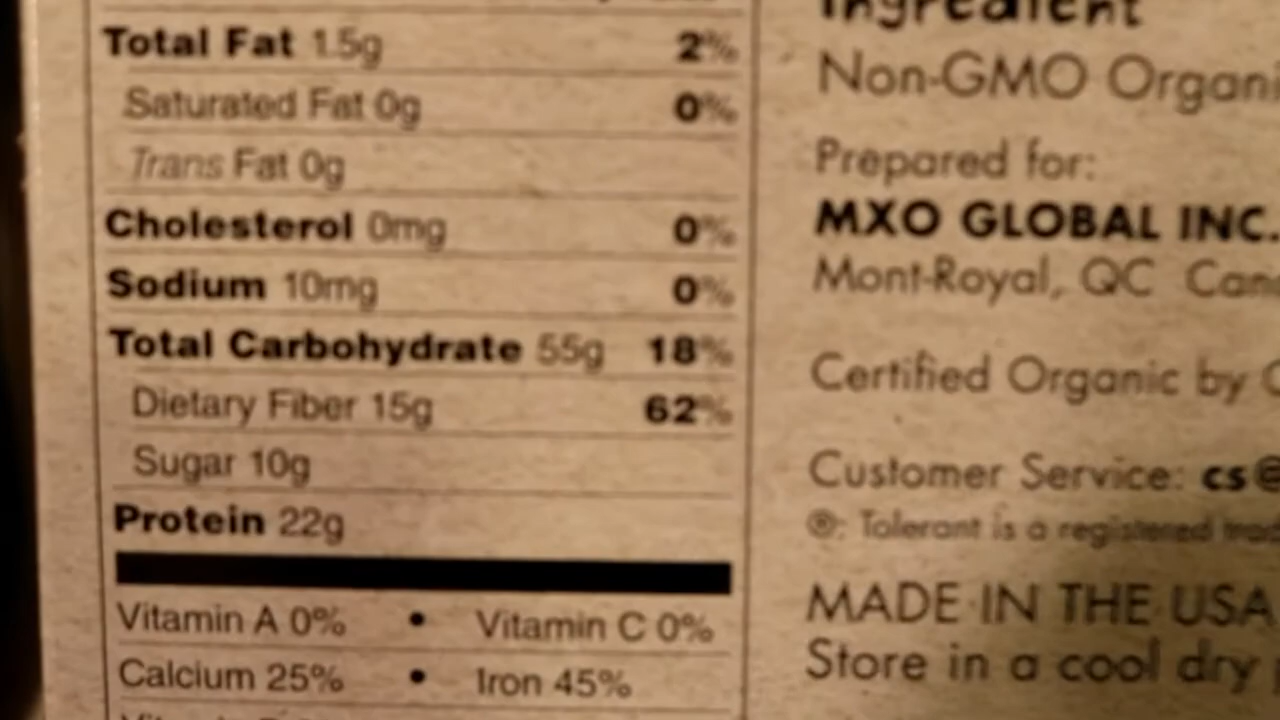 Total Fat 1.5g 2%
Saturated Fat 0g 0%
Trans Fat 0g
Cholesterol 0mg 0%
Sodium 10mg 0%
Total Carbohydrate 55g 18%
Dietary Fiber 15g 62%
Sugar 10g
Protein 22g
Vitamin A 0% • Vitamin C 0%
Calcium 25% • Iron 45%
Ingredient
Non-GMO Organi
Prepared for:
MXO GLOBAL INC.
Mont-Royal, QC Can
Certified Organic by
Customer Service: cs@
®: Tolerant is a registered trad
MADE IN THE USA
Store in a cool dry